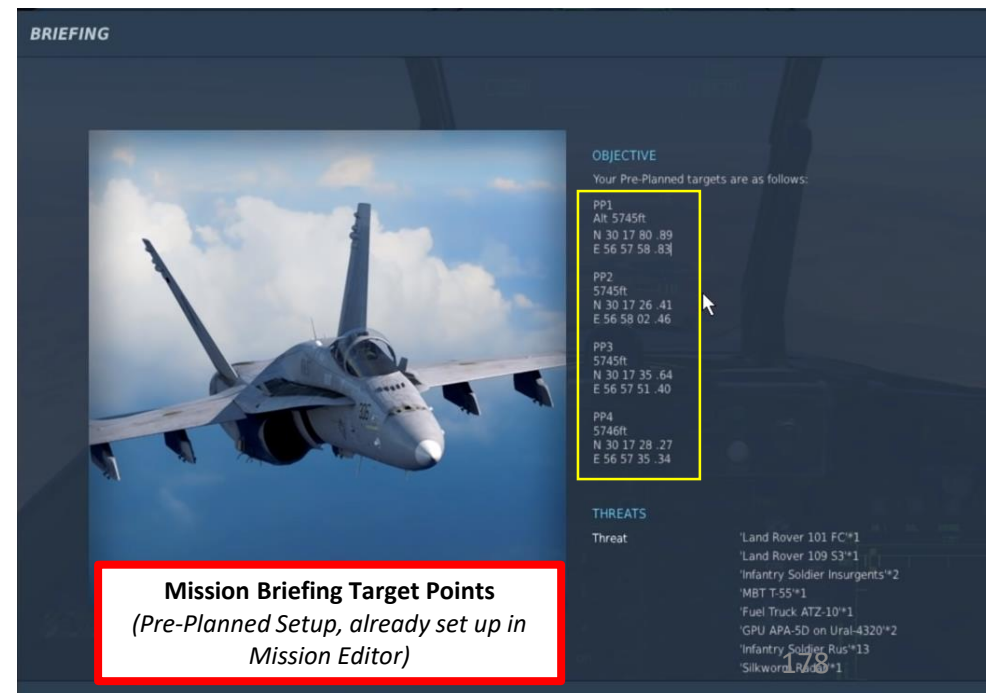 BRIEFING
OBJECTIVE
Your Pre-Planned targets are as follows:
PP1
Alt 5745ft
N 30 17 80 .89
E 56 57 58 .83
PP2
5745ft
N 30 17 26 .41
E 56 58 02 .46
PP3
5745ft
N 30 17 35 .64
E 56 57 51 .40
PP4
5746ft
N 30 17 28 .27
E 56 57 35 .34
THREATS
Threat
'Land Rover 101 FC'*1
'Land Rover 109 S3'*1
'Infantry Soldier Insurgents'*2
'MBT T-55'*1
'Fuel Truck ATZ-10'*1
'GPU APA-5D on Ural-4320'*2
'Infantry Soldier Rus'*13
'Silkworm Radar'*1
Mission Briefing Target Points
(Pre-Planned Setup, already set up in
Mission Editor)
178